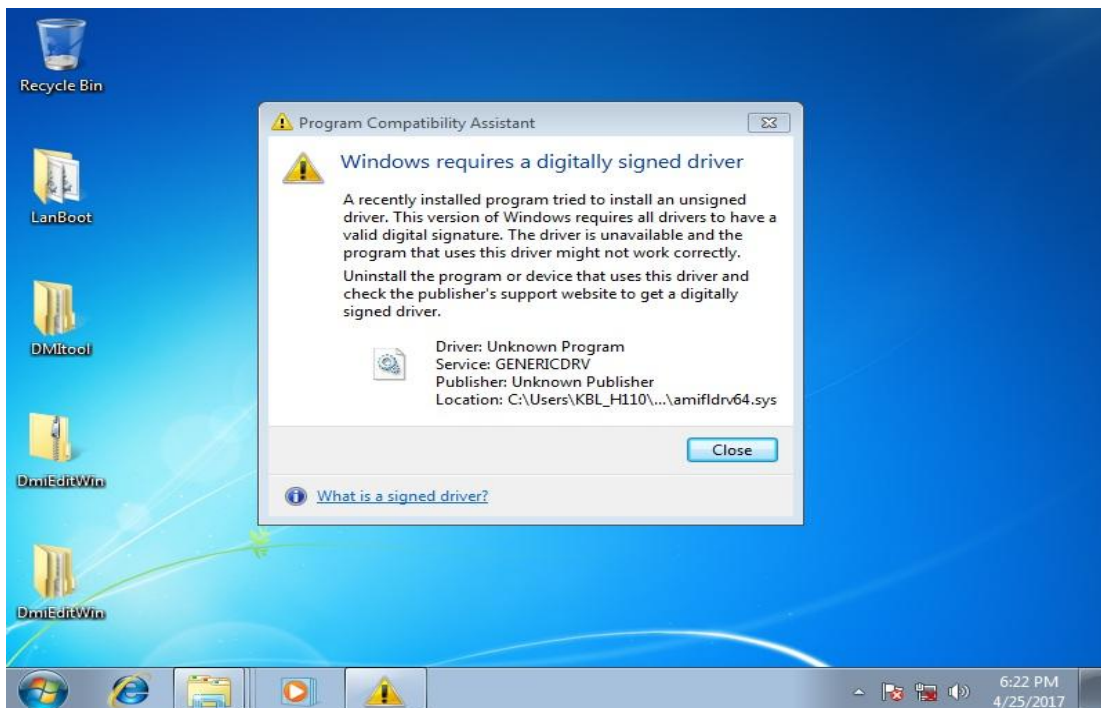 Recycle Bin
LanBoot
DMItool
DmiEditWin
DmiEditWin
Program Compatibility Assistant
Windows requires a digitally signed driver
A recently installed program tried to install an unsigned
driver. This version of Windows requires all drivers to have a
valid digital signature. The driver is unavailable and the
program that uses this driver might not work correctly.
Uninstall the program or device that uses this driver and
check the publisher's support website to get a digitally
signed driver.
Driver: Unknown Program
Service: GENERICDRV
Publisher: Unknown Publisher
Location: C:\Users\KBL_H110\...\amifldrv64.sys
Close
What is a signed driver?
6:22 PM
4/25/2017